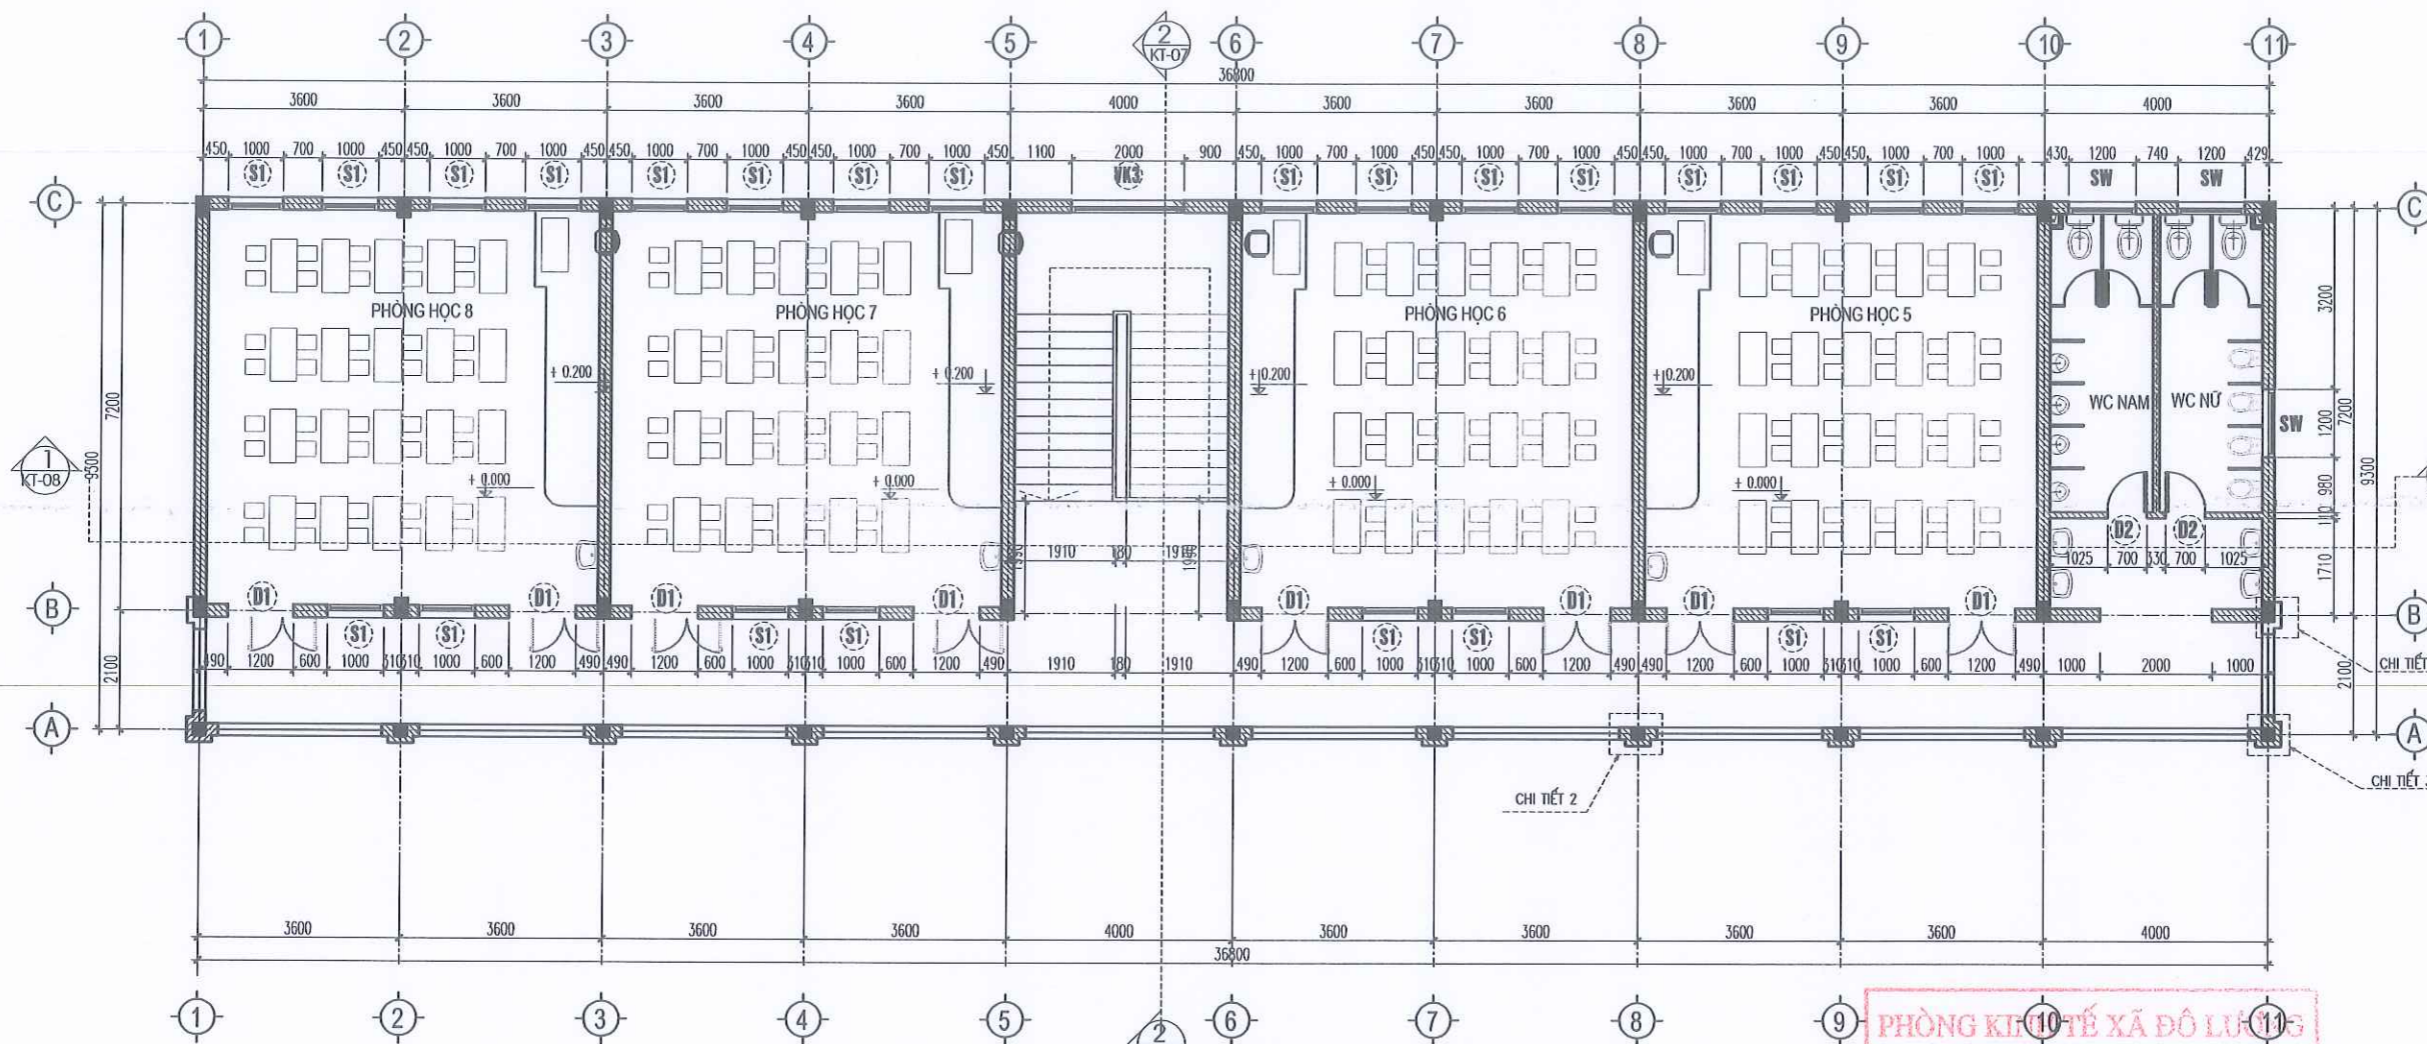 1 2 3 4 5 2 6 7 8 9 10 11
KT-07
36800
3600 3600 3600 3600 4000 3600 3600 3600 3600 4000
450 1000 700 1000 450 450 1000 700 1000 450 450 1000 700 1000 450 450 1000 700 1000 450 1100 2000 900 450 1000 700 1000 450 450 1000 700 1000 450 450 1000 700 1000 450 450 1000 700 1000 430 1200 740 1200 429
S1 S1 S1 S1 S1 S1 S1 S1 VK3 S1 S1 S1 S1 S1 S1 S1 S1 SW SW
C C
PHÒNG HỌC 8 PHÒNG HỌC 7 PHÒNG HỌC 6 PHÒNG HỌC 5
3200
+ 0.200 + 0.200 + 0.200 + 0.200
7200 WC NAM WC NỮ SW 1200 7200
1
KT-08
9300 9300
+ 0.000 + 0.000 + 0.000 + 0.000
980
110
D2 D2
1910 180 1910
1025 700 330 700 1025
1710
B D1 D1 D1 D1 D1 D1 D1 D1 B
S1 S1 S1 S1 S1 S1 S1 S1
490 1200 600 1000 310 310 1000 600 1200 490 490 1200 600 1000 310 310 1000 600 1200 490 1910 180 1910 490 1200 600 1000 310 310 1000 600 1200 490 490 1200 600 1000 310 310 1000 600 1200 490 1000 2000 1000
CHI TIẾT
2100 2100
A A
CHI TIẾT 2
CHI TIẾT
3600 3600 3600 3600 4000 3600 3600 3600 3600 4000
36800
1 2 3 4 5 2 6 7 8 9 10 11
PHÒNG KINH TẾ XÃ ĐÔ LƯƠNG